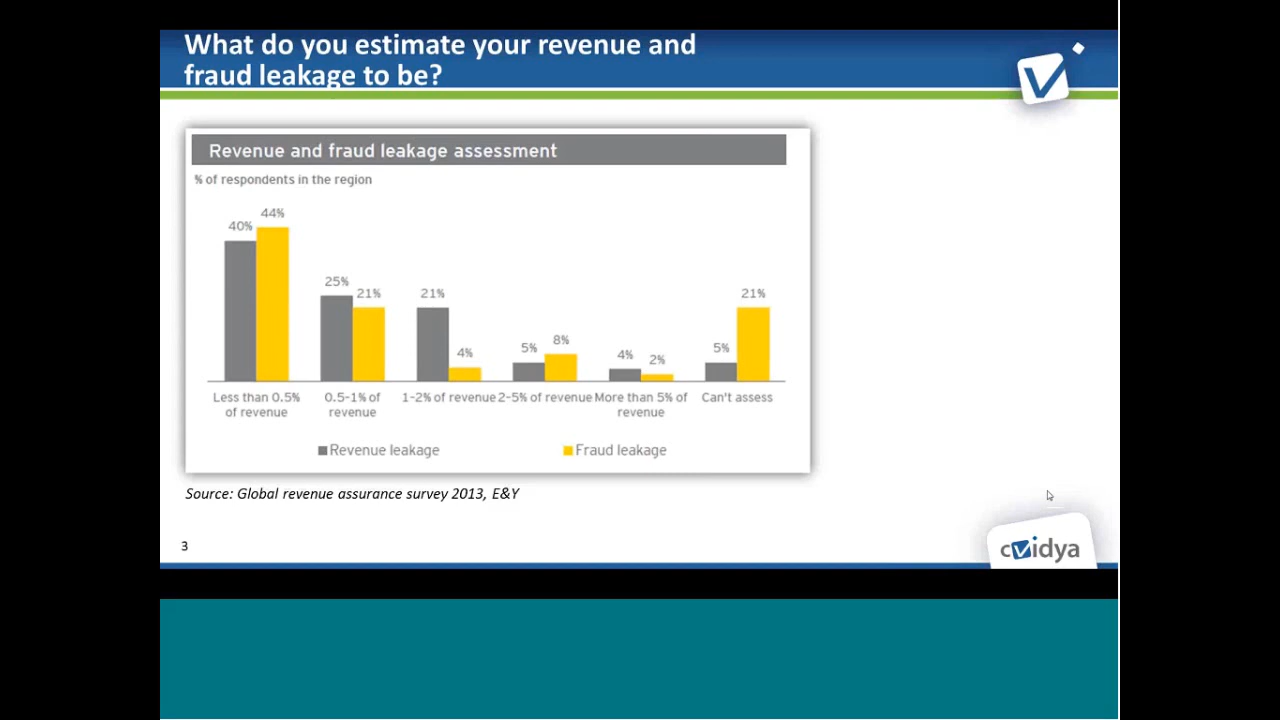 What do you estimate your revenue and
fraud leakage to be?
Revenue and fraud leakage assessment
% of respondents in the region
40%
44%
25%
21%
21%
4%
5%
8%
4%
2%
5%
21%
Less than 0.5%
of revenue
0.5–1% of
revenue
1–2% of revenue
2–5% of revenue
More than 5% of
revenue
Can't assess
Revenue leakage
Fraud leakage
Source: Global revenue assurance survey 2013, E&Y
3
cvidya